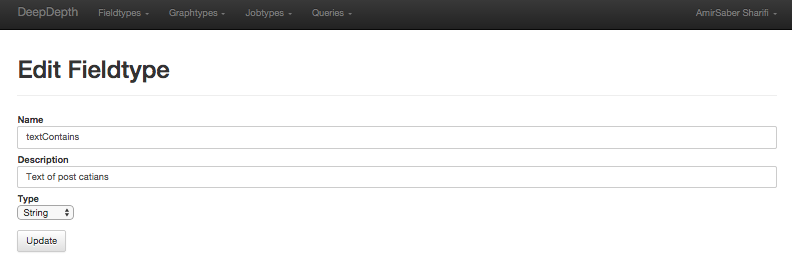 DeepDepth Fieldtypes Graphtypes Jobtypes Queries AmirSaber Sharifi
Edit Fieldtype
Name
textContains
Description
Text of post catians
Type
String
Update